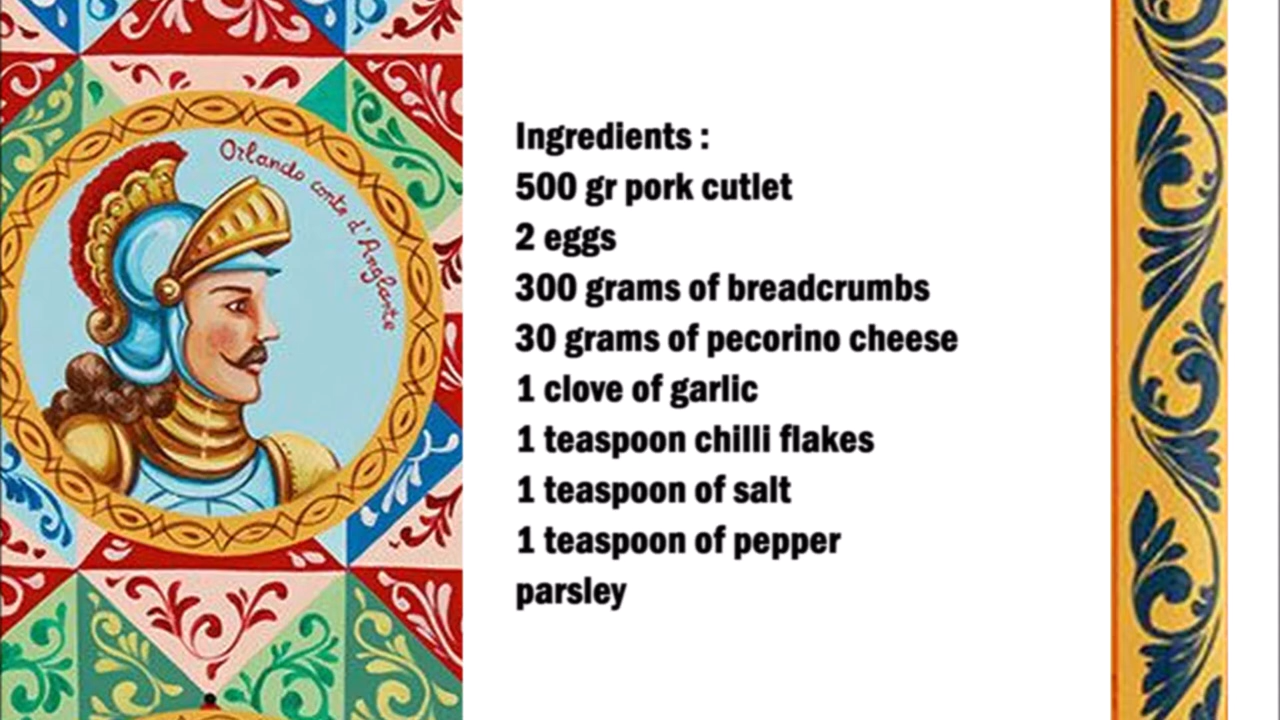 Orlando conte d'Anglante
Ingredients :
500 gr pork cutlet
2 eggs
300 grams of breadcrumbs
30 grams of pecorino cheese
1 clove of garlic
1 teaspoon chilli flakes
1 teaspoon of salt
1 teaspoon of pepper
parsley